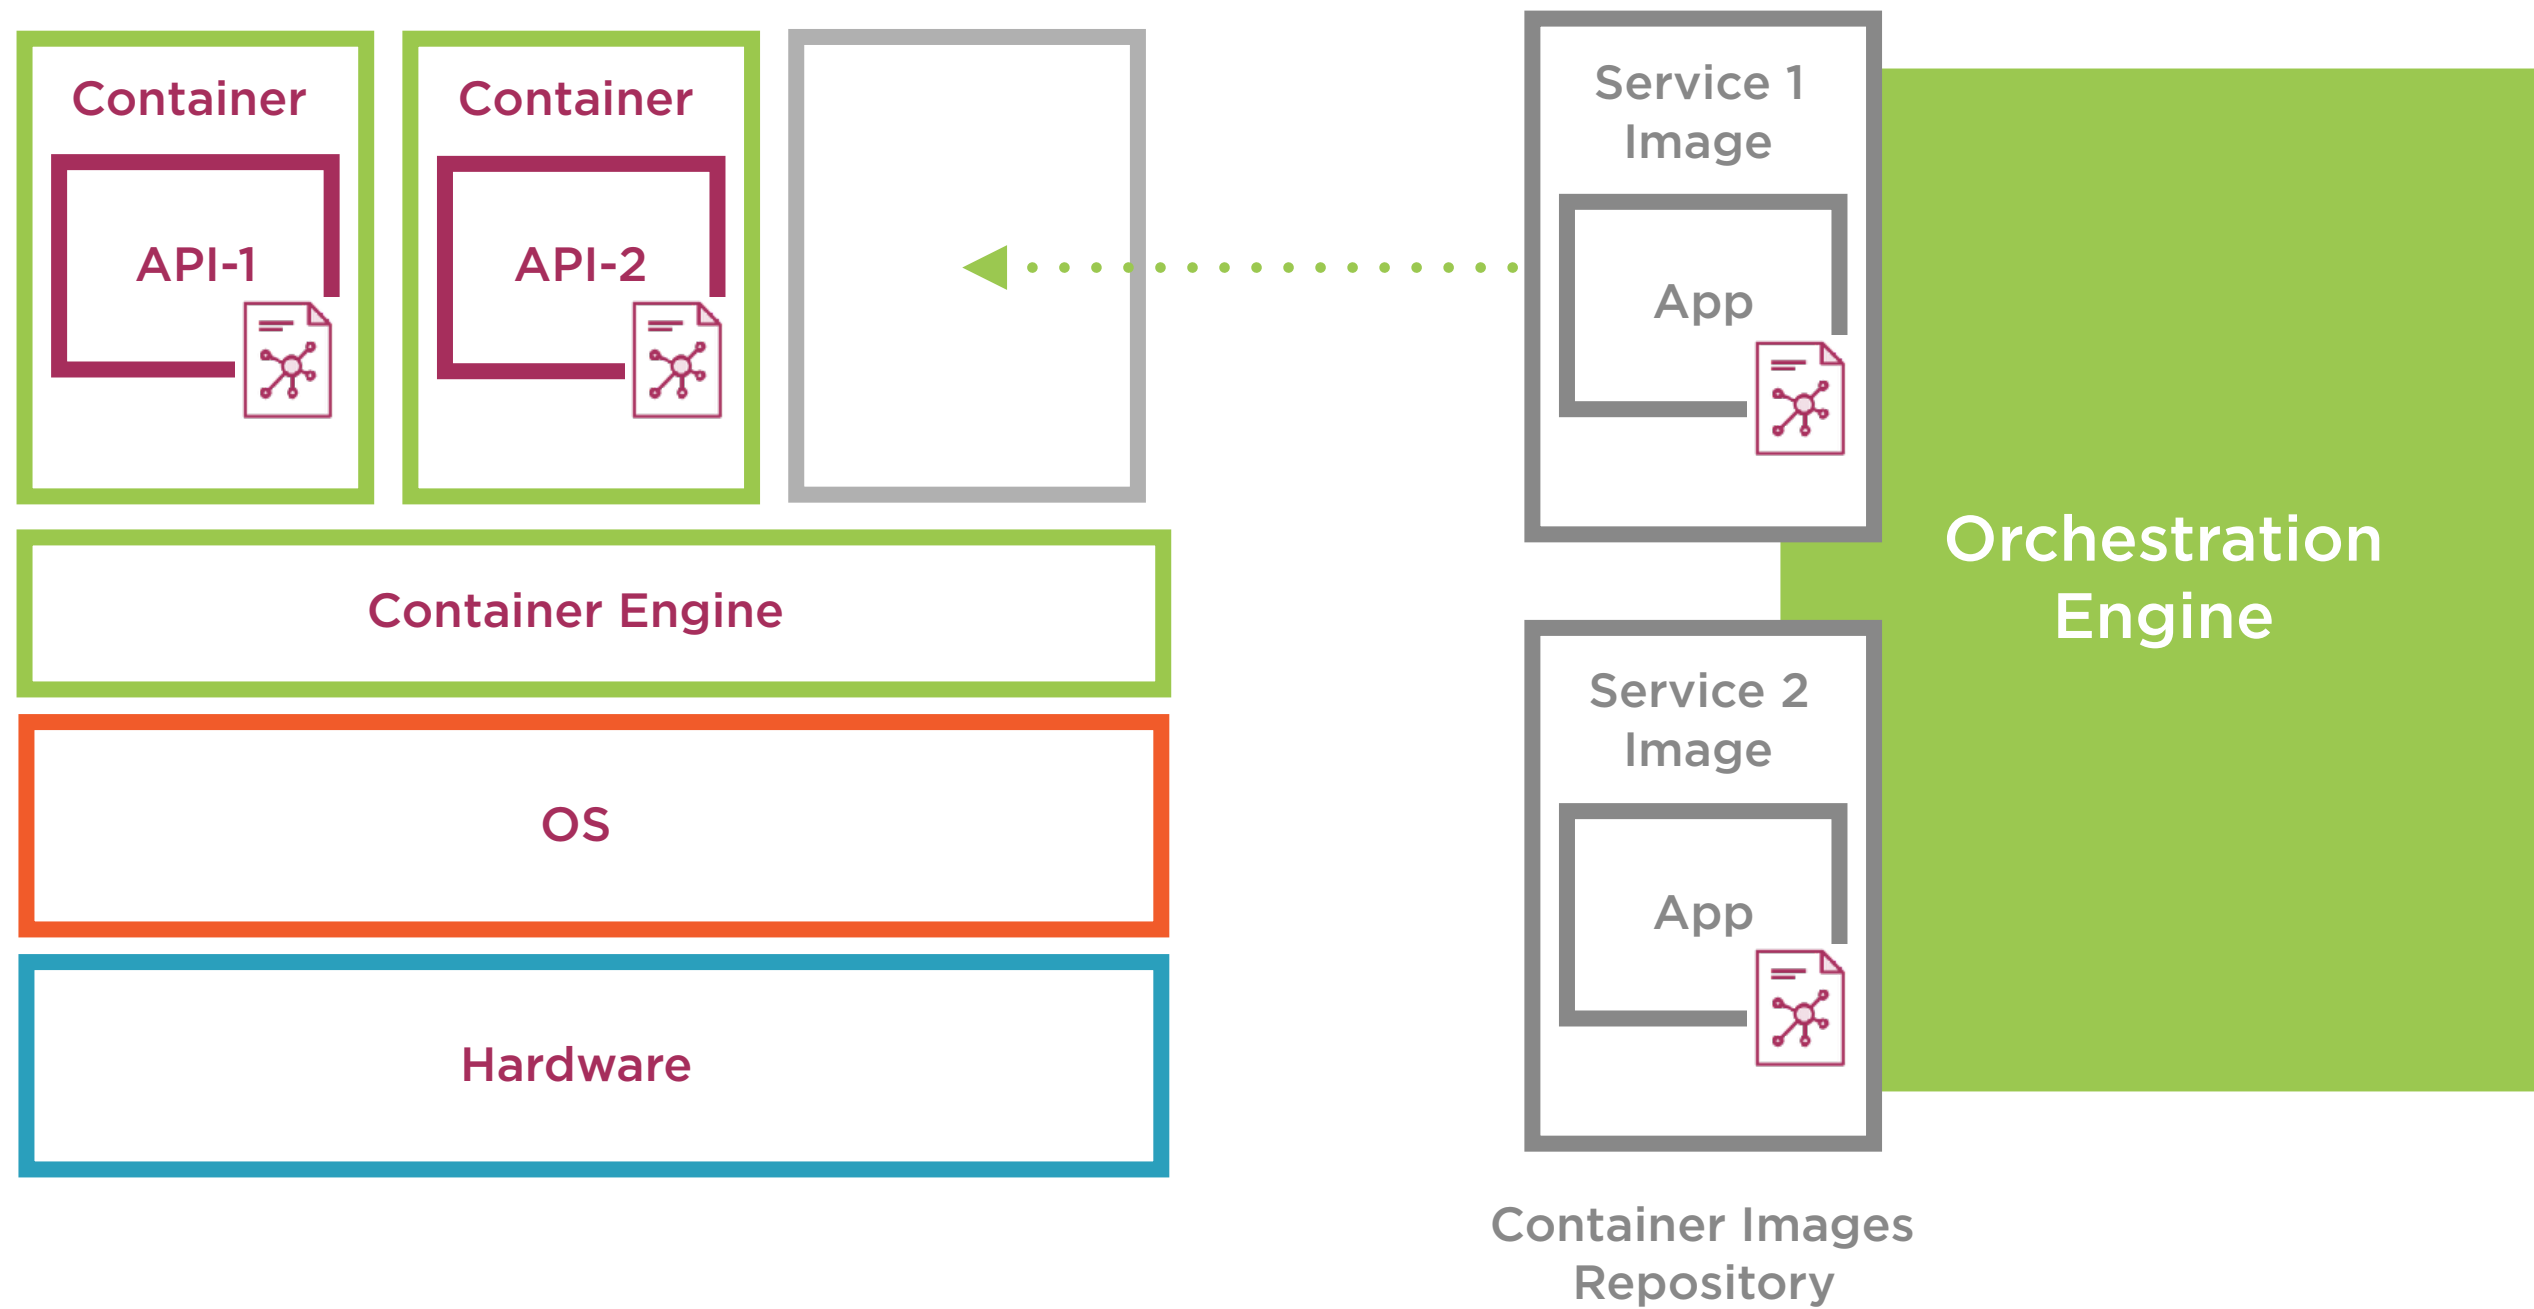 Container
API-1
Container
API-2
Container Engine
OS
Hardware
Service 1
Image
App
Service 2
Image
App
Container Images
Repository
Orchestration
Engine